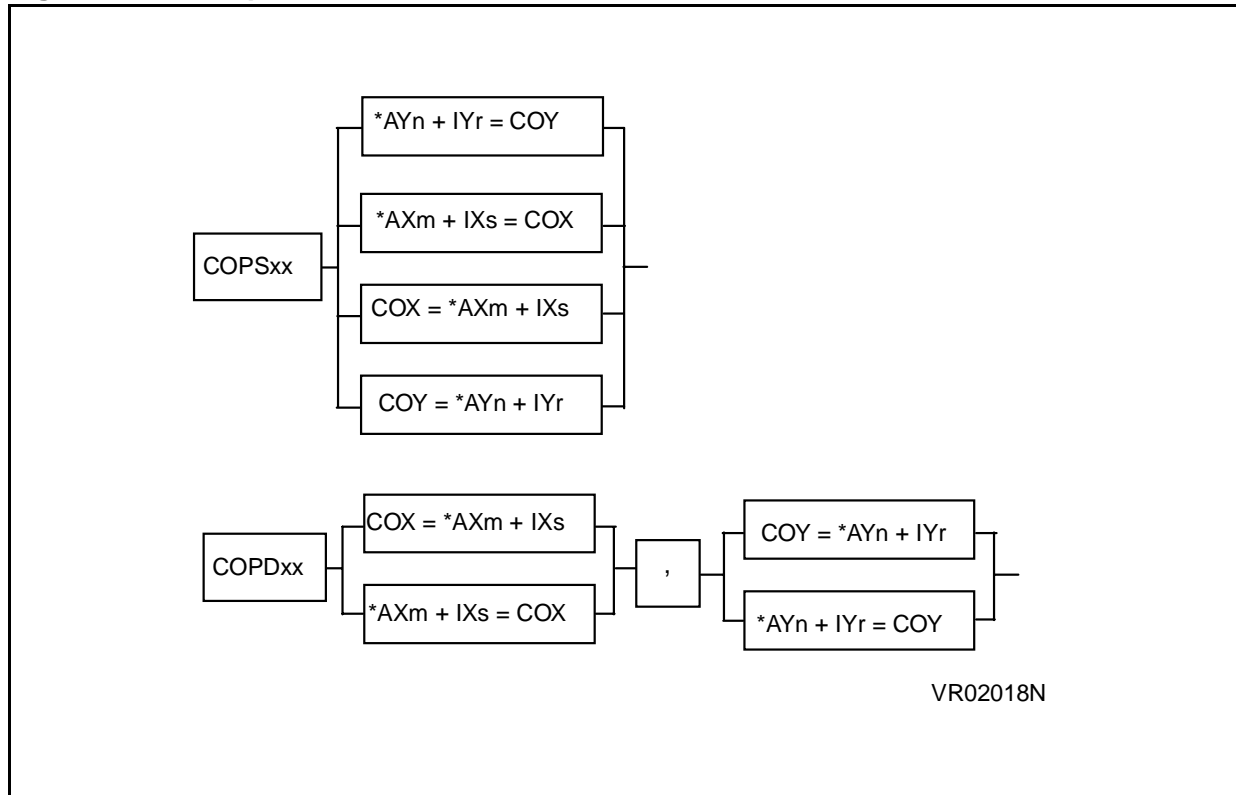 *AYn + IYr = COY
*AXm + IXs = COX
COPSxx
COX = *AXm + IXs
COY = *AYn + IYr
COX = *AXm + IXs
COY = *AYn + IYr
COPDxx
,
*AXm + IXs = COX
*AYn + IYr = COY
VR02018N